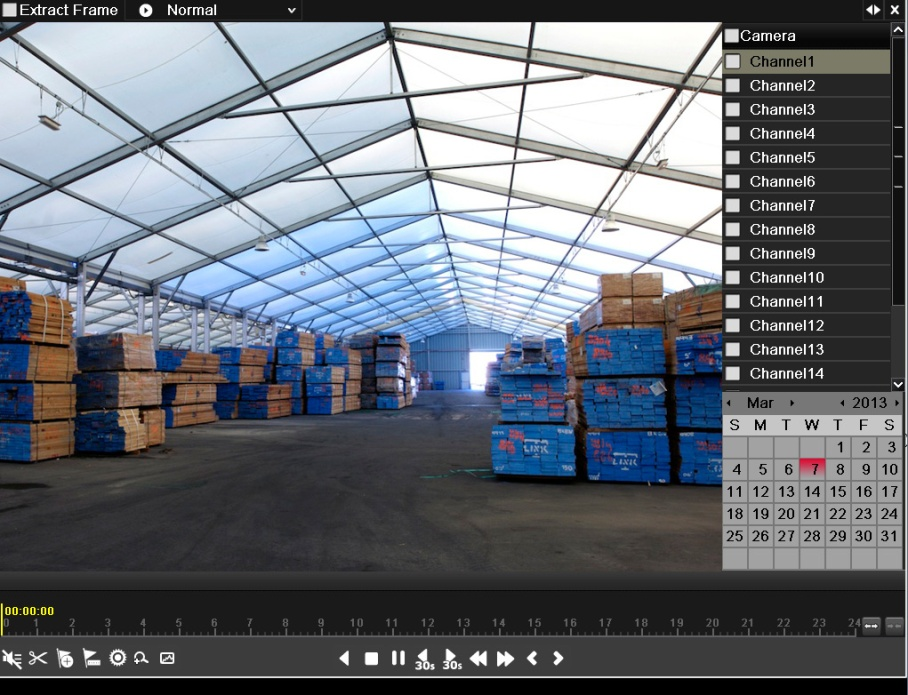 Extract Frame Normal
Camera
Channel1
Channel2
Channel3
Channel4
Channel5
Channel6
Channel7
Channel8
Channel9
Channel10
Channel11
Channel12
Channel13
Channel14
Mar 2013
S M T W T F S
1 2 3
4 5 6 7 8 9 10
11 12 13 14 15 16 17
18 19 20 21 22 23 24
25 26 27 28 29 30 31
LINK
00:00:00
0 1 2 3 4 5 6 7 8 9 10 11 12 13 14 15 16 17 18 19 20 21 22 23 24
30s 30s